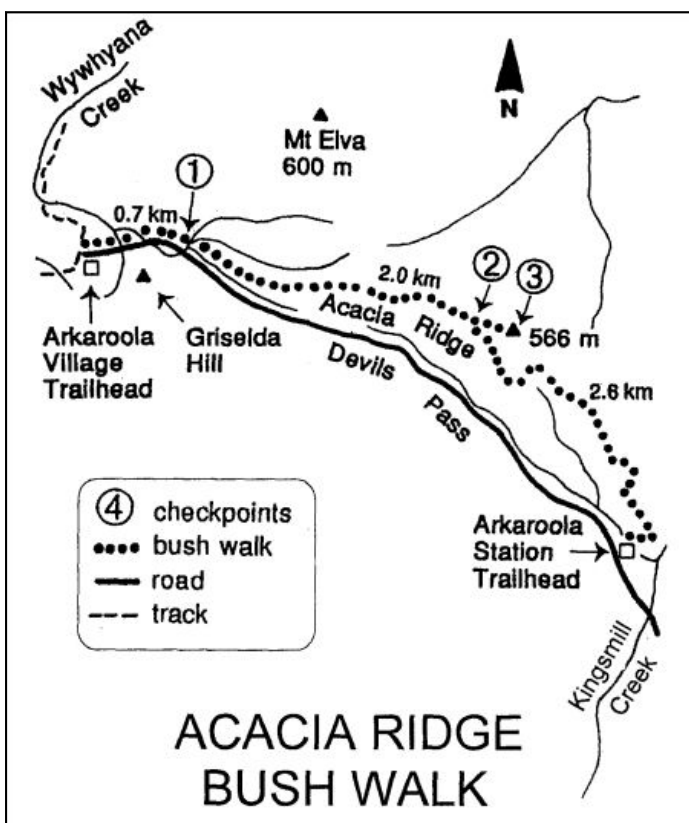 Wywhyana
Creek
N
Mt Elva
600 m
1
0.7 km
2.0 km
2
3
Acacia
Ridge
566 m
Arkaroola
Village
Trailhead
Griselda
Hill
Devils
Pass
2.6 km
4 checkpoints
bush walk
road
track
Arkaroola
Station
Trailhead
Kingsmill
Creek
ACACIA RIDGE
BUSH WALK